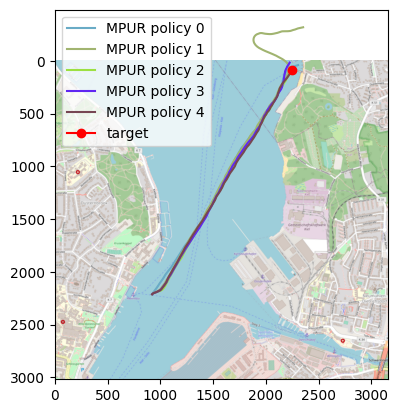 MPUR policy 0
MPUR policy 1
MPUR policy 2
MPUR policy 3
MPUR policy 4
target
0
500
1000
1500
2000
2500
3000
0 500 1000 1500 2000 2500 3000